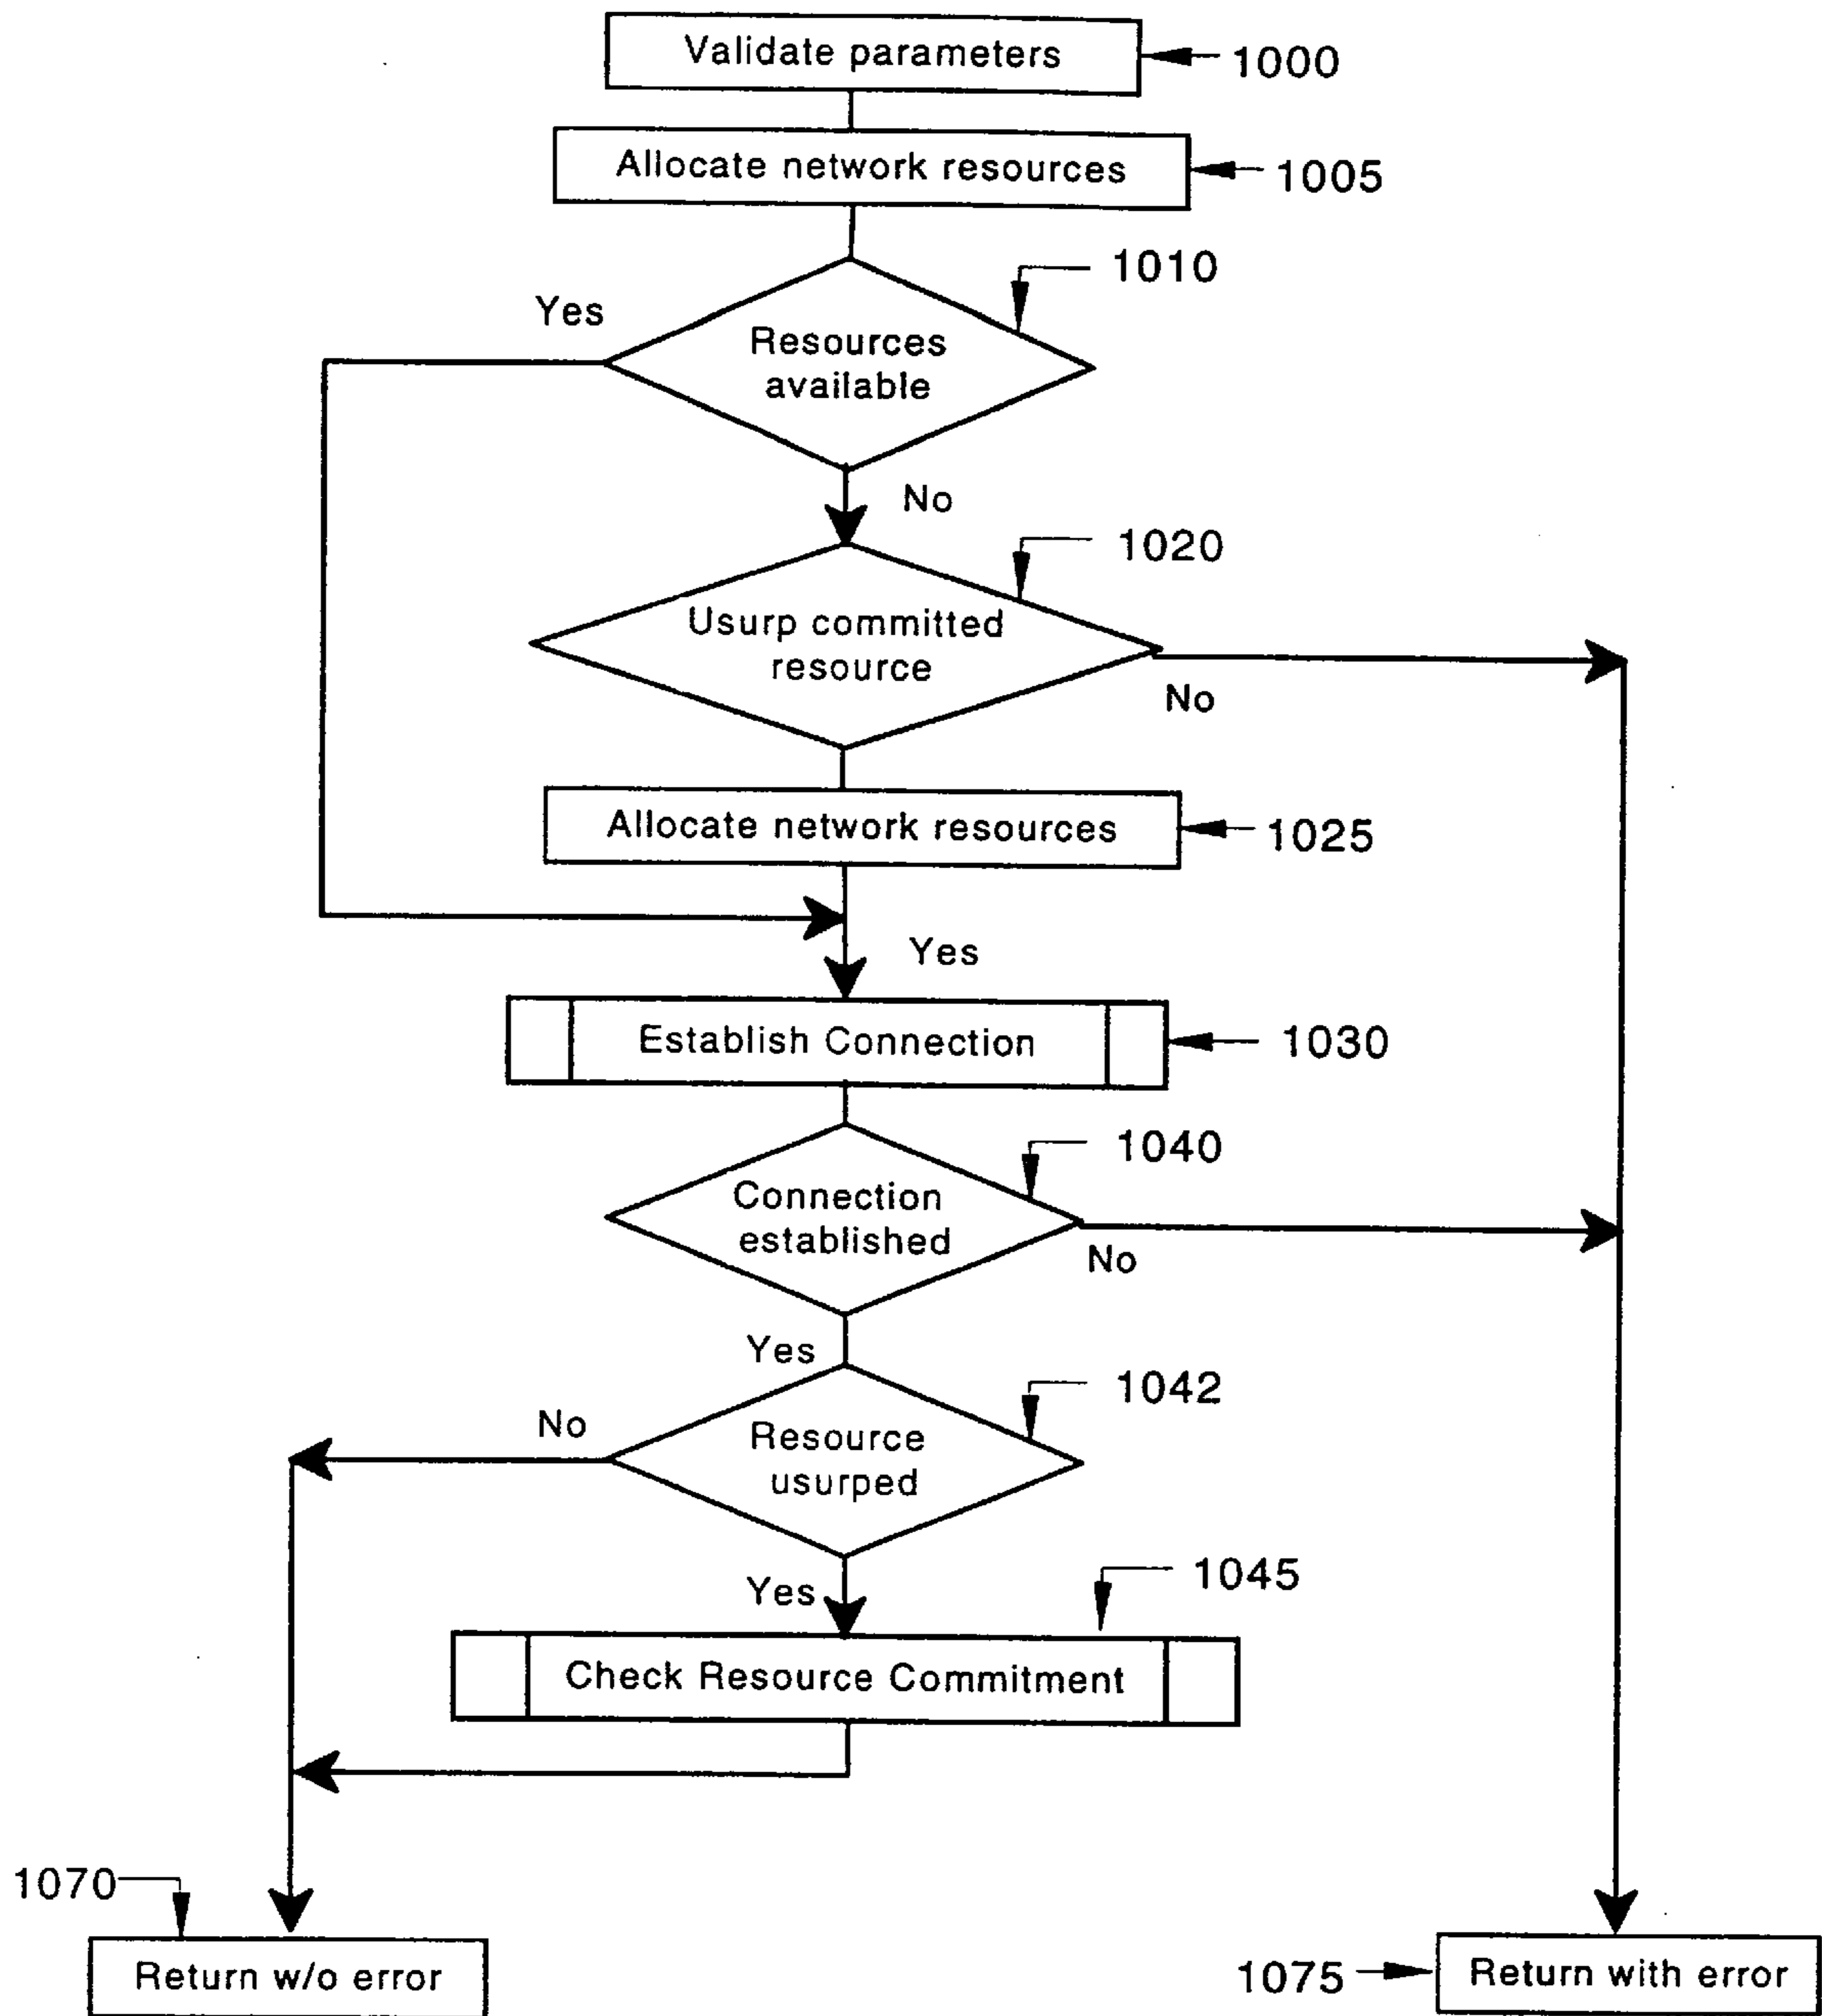 Validate parameters
1000
Allocate network resources
1005
1010
Yes
Resources
available
No
1020
Usurp committed
resource
No
Allocate network resources
1025
Yes
Establish Connection
1030
1040
Connection
established
No
Yes
1042
No
Resource
usurped
1045
Yes
Check Resource Commitment
1070
Return w/o error
1075
Return with error